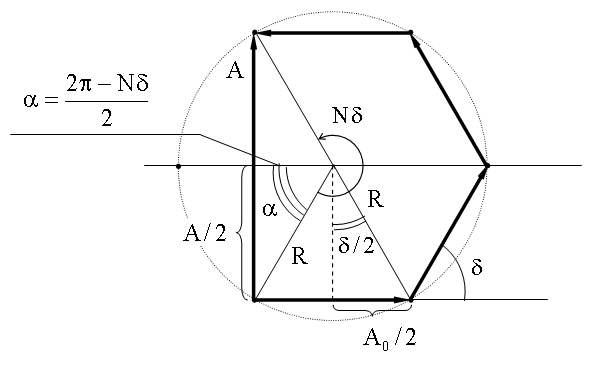 A
α = (2π − Nδ) / 2
Nδ
α
R
A / 2
R
δ / 2
δ
A₀ / 2